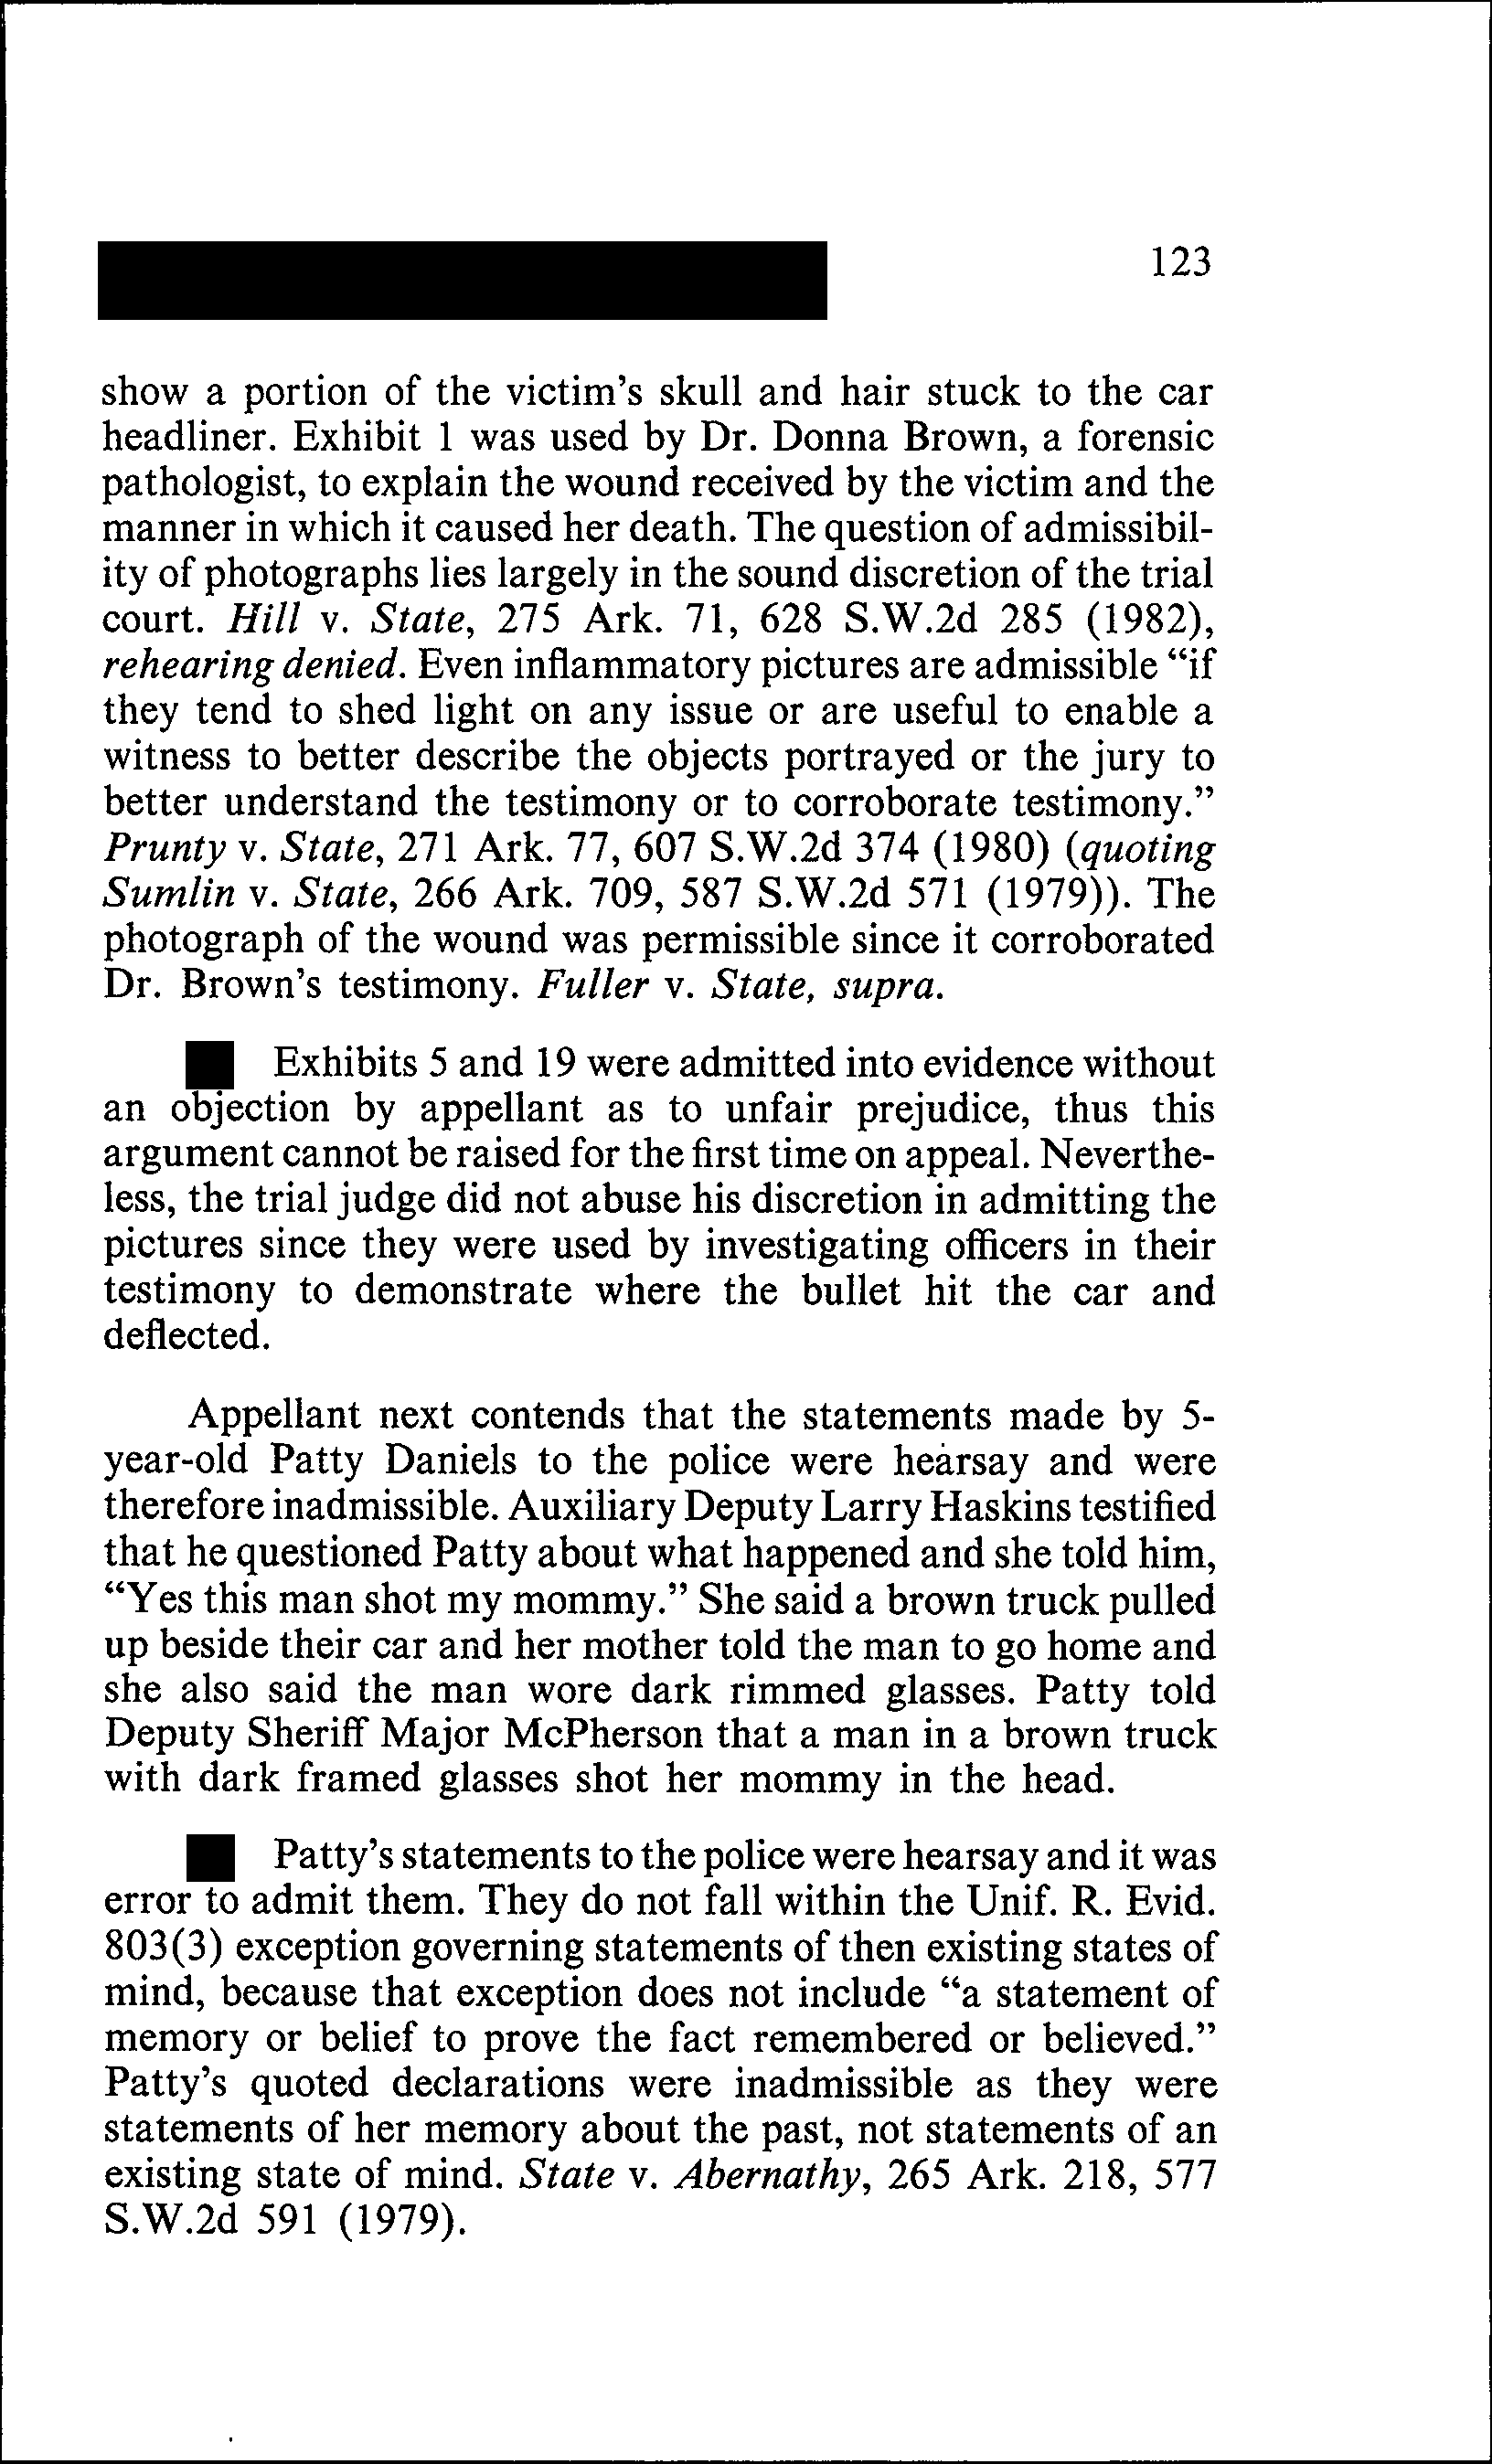 123
show a portion of the victim's skull and hair stuck to the car
headliner. Exhibit 1 was used by Dr. Donna Brown, a forensic
pathologist, to explain the wound received by the victim and the
manner in which it caused her death. The question of admissibil-
ity of photographs lies largely in the sound discretion of the trial
court. Hill v. State, 275 Ark. 71, 628 S.W.2d 285 (1982),
rehearing denied. Even inflammatory pictures are admissible “if
they tend to shed light on any issue or are useful to enable a
witness to better describe the objects portrayed or the jury to
better understand the testimony or to corroborate testimony.”
Prunty v. State, 271 Ark. 77, 607 S.W.2d 374 (1980) (quoting
Sumlin v. State, 266 Ark. 709, 587 S.W.2d 571 (1979)). The
photograph of the wound was permissible since it corroborated
Dr. Brown's testimony. Fuller v. State, supra.
Exhibits 5 and 19 were admitted into evidence without
an objection by appellant as to unfair prejudice, thus this
argument cannot be raised for the first time on appeal. Neverthe-
less, the trial judge did not abuse his discretion in admitting the
pictures since they were used by investigating officers in their
testimony to demonstrate where the bullet hit the car and
deflected.
Appellant next contends that the statements made by 5-
year-old Patty Daniels to the police were hearsay and were
therefore inadmissible. Auxiliary Deputy Larry Haskins testified
that he questioned Patty about what happened and she told him,
“Yes this man shot my mommy.” She said a brown truck pulled
up beside their car and her mother told the man to go home and
she also said the man wore dark rimmed glasses. Patty told
Deputy Sheriff Major McPherson that a man in a brown truck
with dark framed glasses shot her mommy in the head.
Patty's statements to the police were hearsay and it was
error to admit them. They do not fall within the Unif. R. Evid.
803(3) exception governing statements of then existing states of
mind, because that exception does not include “a statement of
memory or belief to prove the fact remembered or believed.”
Patty's quoted declarations were inadmissible as they were
statements of her memory about the past, not statements of an
existing state of mind. State v. Abernathy, 265 Ark. 218, 577
S.W.2d 591 (1979).